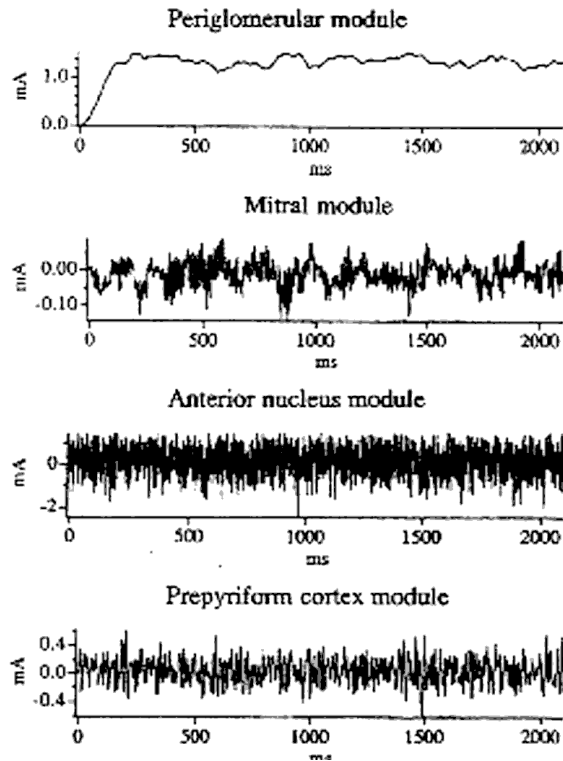 Periglomerular module
mA
1.0
0.0
0 500 1000 1500 2000
ms
Mitral module
mA
0.00
-0.10
0 500 1000 1500 2000
ms
Anterior nucleus module
mA
0
-2
0 500 1000 1500 2000
ms
Prepyriform cortex module
mA
0.4
0.0
-0.4
0 500 1000 1500 2000
ms